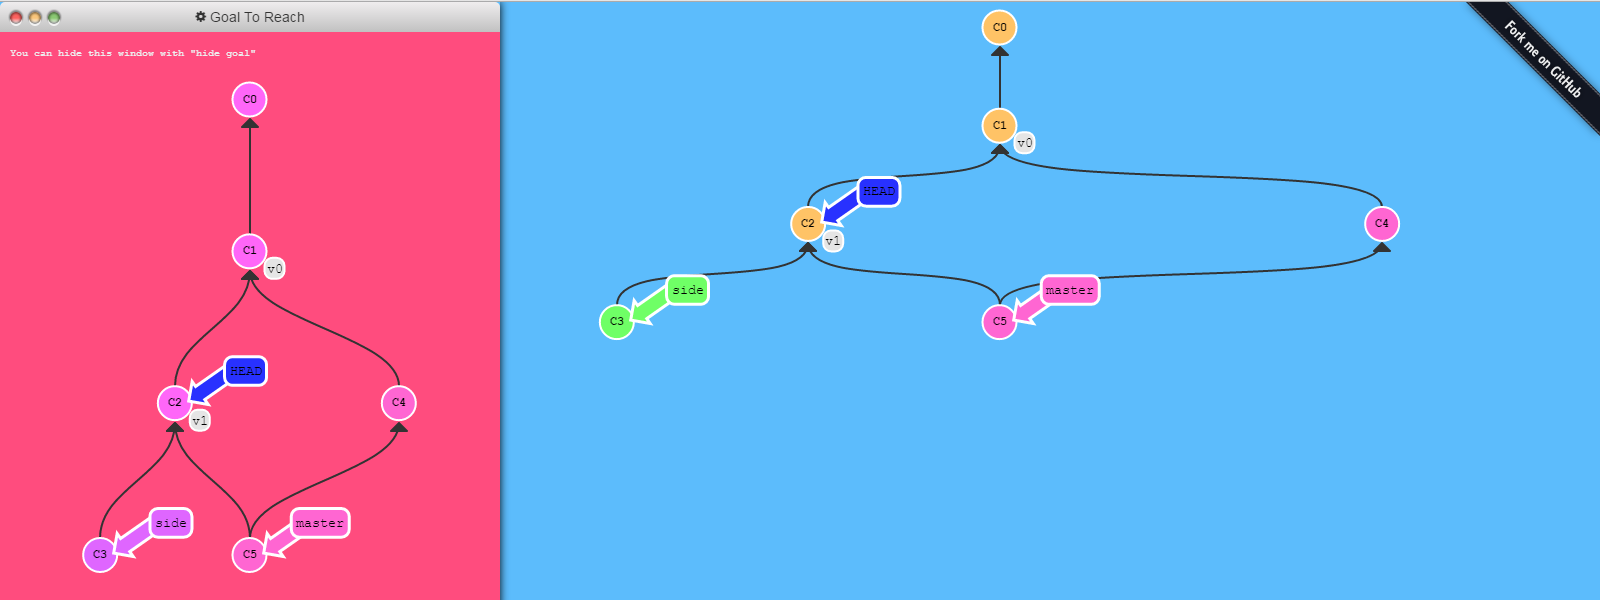 Goal To Reach
You can hide this window with "hide goal"
C0
C1
v0
HEAD
C2
v1
C4
side
master
C3
C5
C0
C1
v0
HEAD
C2
v1
C4
side
master
C3
C5
Fork me on GitHub